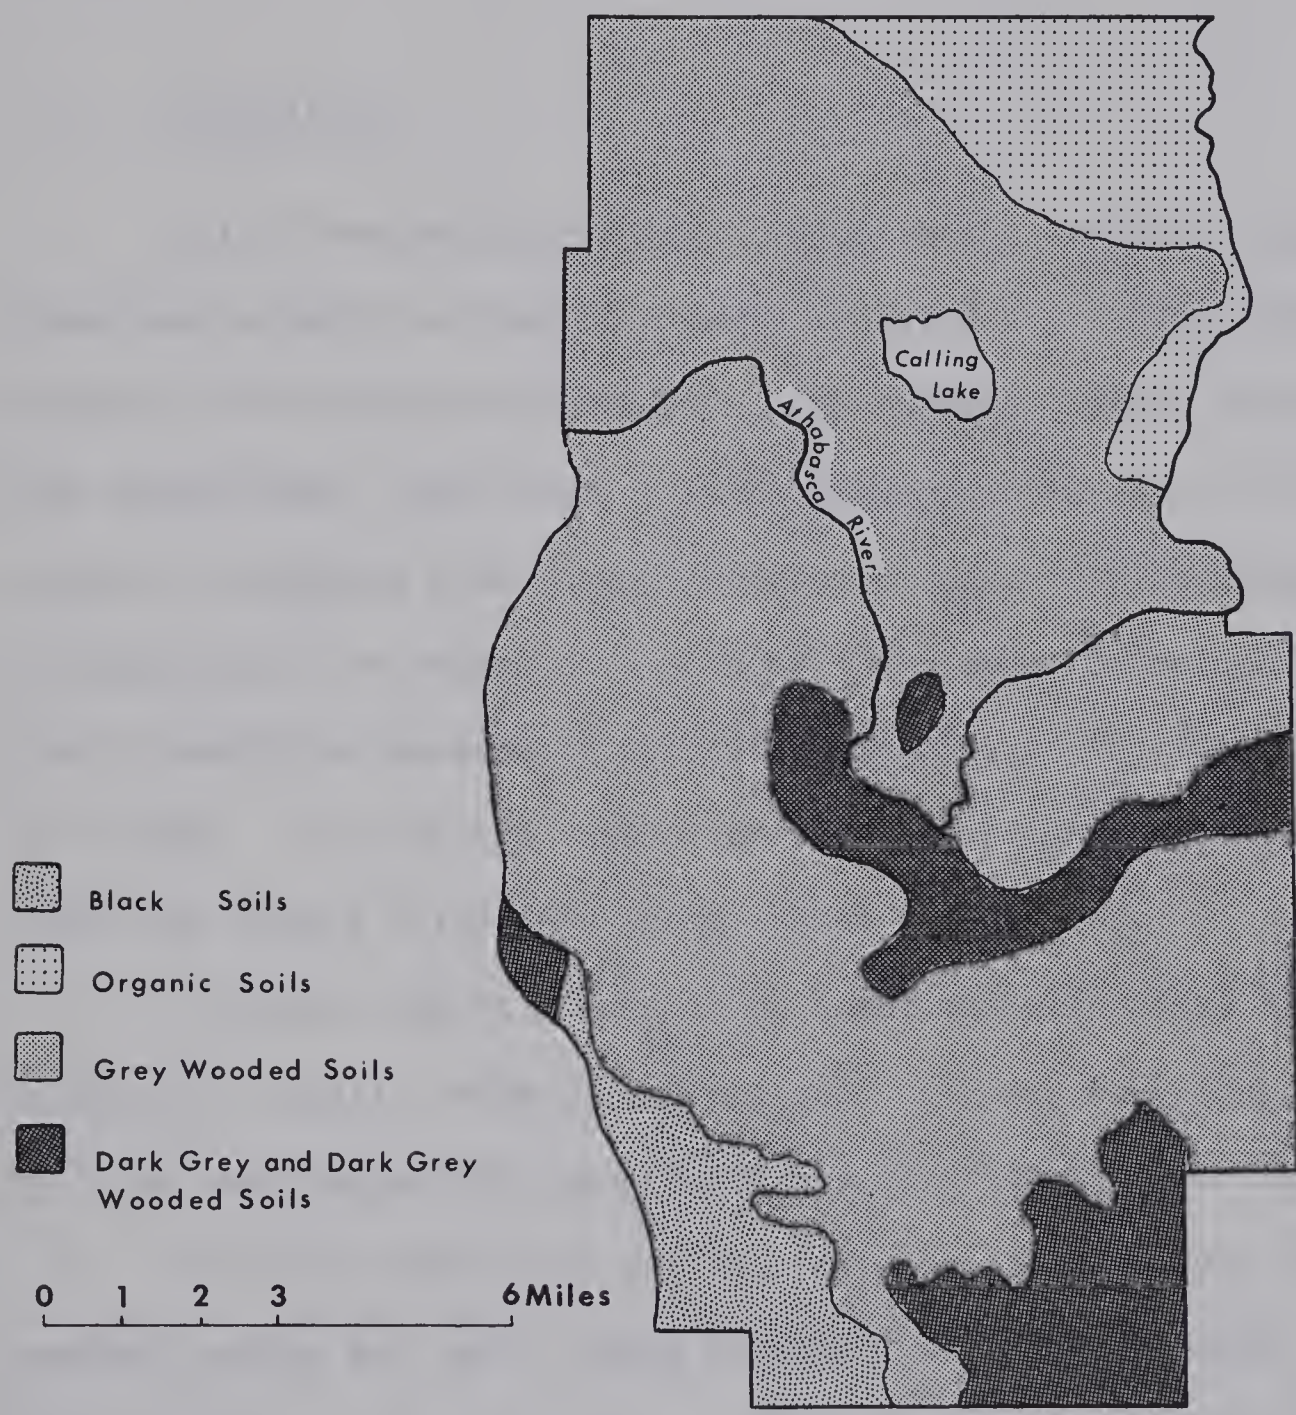 Calling
Lake
Athabasca River
Black Soils
Organic Soils
Grey Wooded Soils
Dark Grey and Dark Grey
Wooded Soils
0 1 2 3 6 Miles